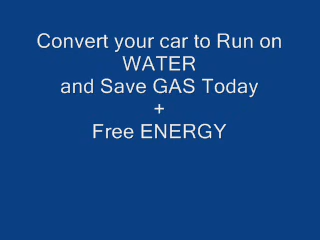 Convert your car to Run on
WATER
and Save GAS Today
+
Free ENERGY